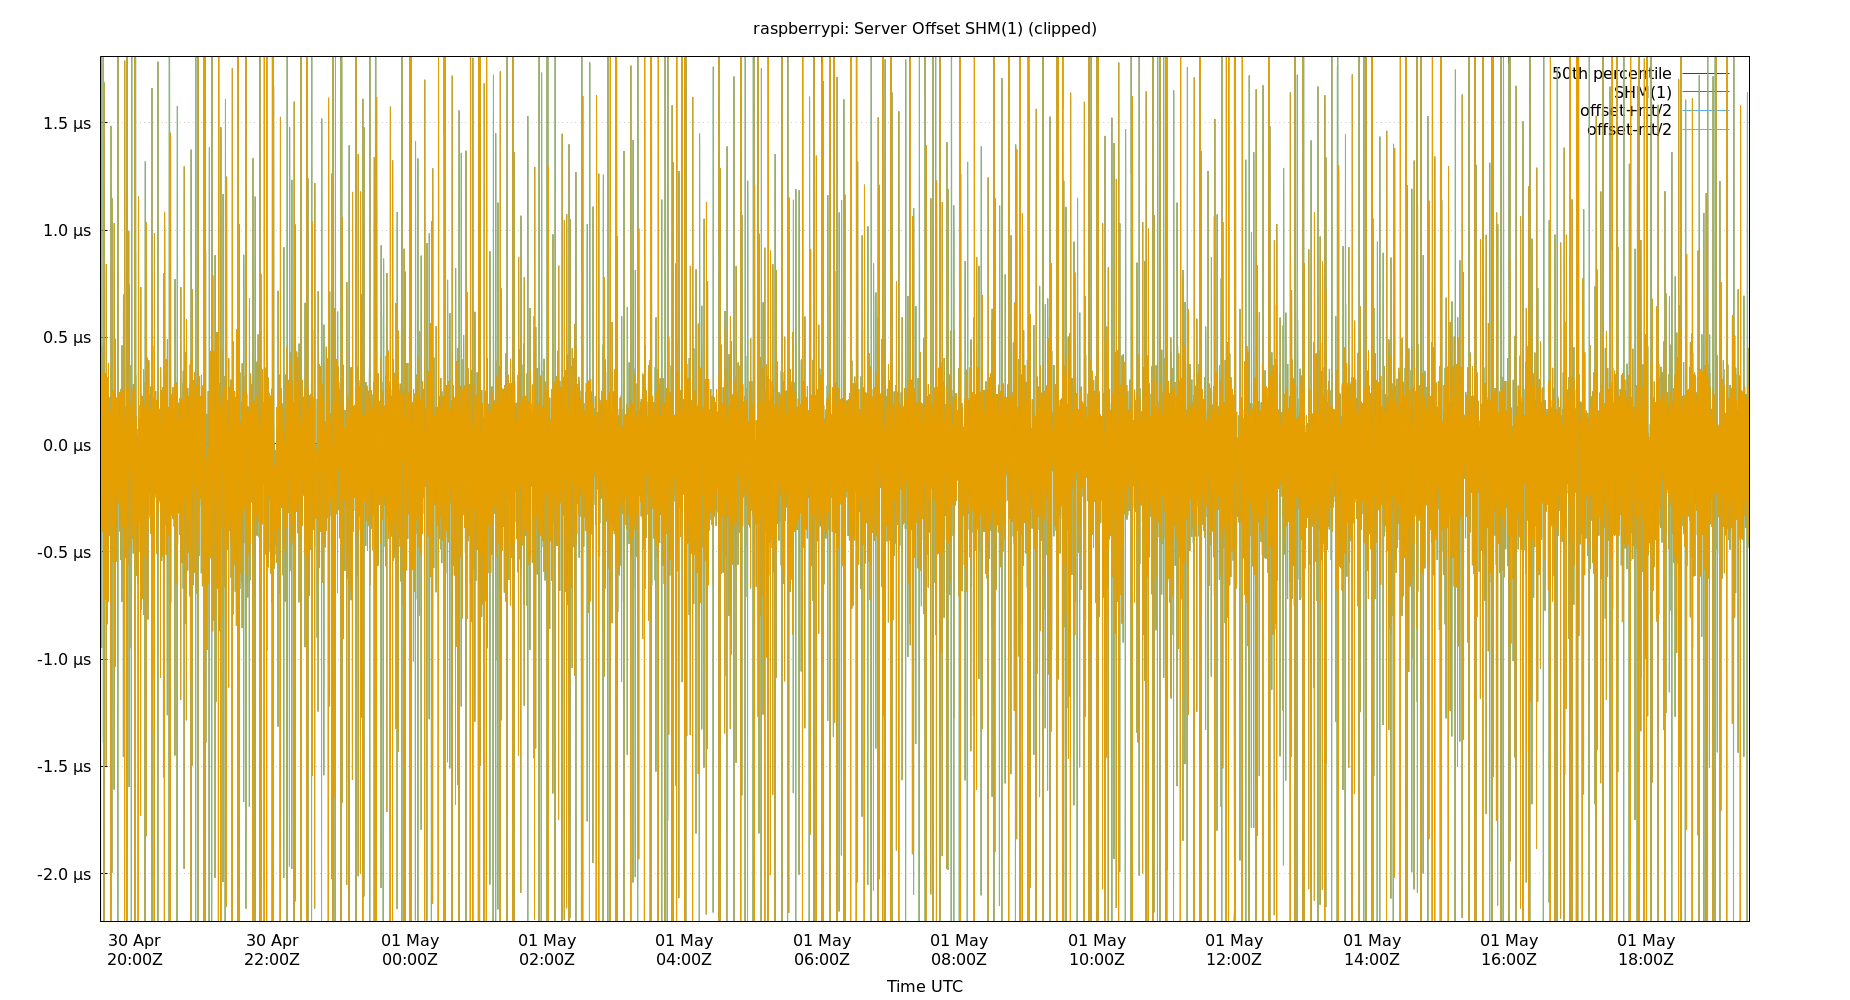 raspberrypi: Server Offset SHM(1) (clipped)
50th percentile
SHM(1)
offset+rtt/2
offset-rtt/2
1.5 µs
1.0 µs
0.5 µs
0.0 µs
-0.5 µs
-1.0 µs
-1.5 µs
-2.0 µs
30 Apr 30 Apr 01 May 01 May 01 May 01 May 01 May 01 May 01 May 01 May 01 May 01 May
20:00Z 22:00Z 00:00Z 02:00Z 04:00Z 06:00Z 08:00Z 10:00Z 12:00Z 14:00Z 16:00Z 18:00Z
Time UTC